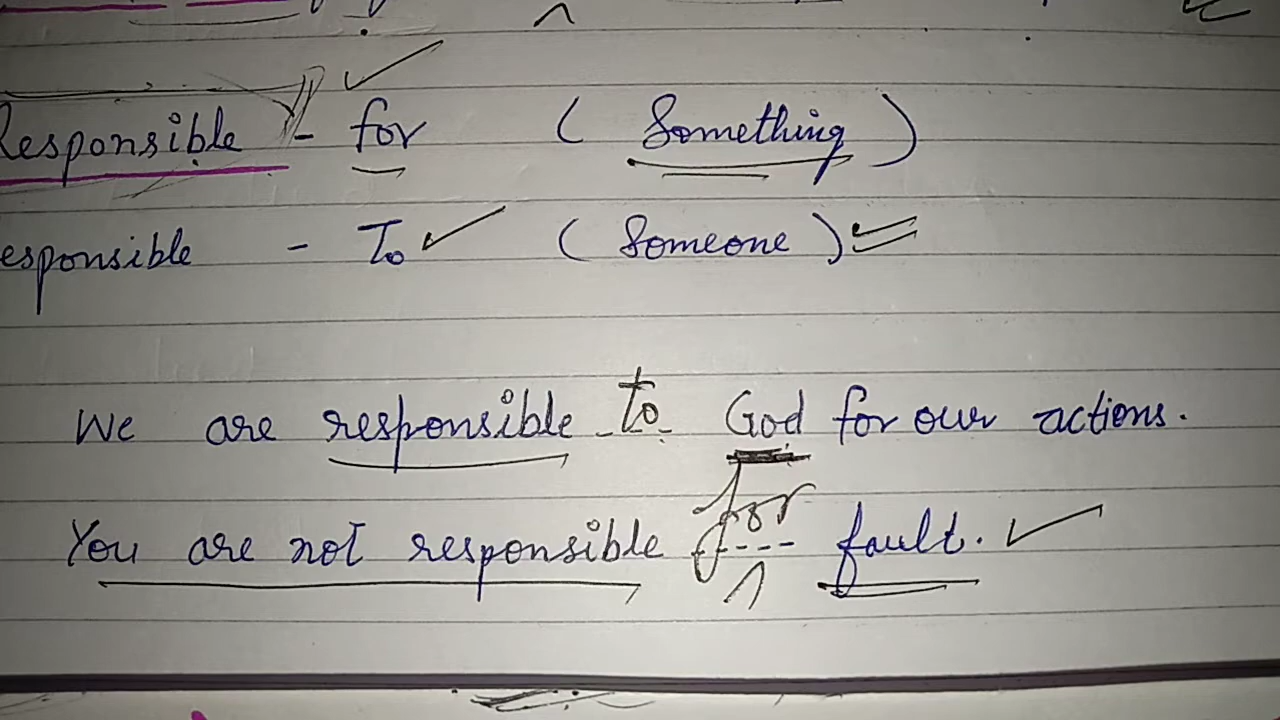 Responsible - for ( Something )
esponsible - To ( Someone )
We are responsible to God for our actions.
You are not responsible for fault.